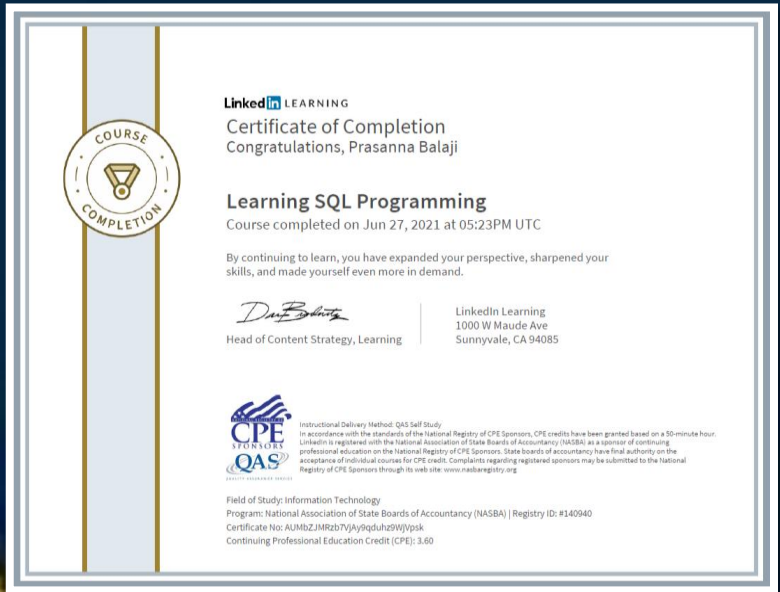 COURSE
COMPLETION
Linked in LEARNING
Certificate of Completion
Congratulations, Prasanna Balaji
Learning SQL Programming
Course completed on Jun 27, 2021 at 05:23PM UTC
By continuing to learn, you have expanded your perspective, sharpened your
skills, and made yourself even more in demand.
Head of Content Strategy, Learning
LinkedIn Learning
1000 W Maude Ave
Sunnyvale, CA 94085
CPE
SPONSORS
QAS
Instructional Delivery Method: QAS Self Study
In accordance with the standards of the National Registry of CPE Sponsors, CPE credits have been granted based on a 50-minute hour.
LinkedIn is registered with the National Association of State Boards of Accountancy (NASBA) as a sponsor of continuing
professional education on the National Registry of CPE Sponsors. State boards of accountancy have final authority on the
acceptance of individual courses for CPE credit. Complaints regarding registered sponsors may be submitted to the National
Registry of CPE Sponsors through its web site: www.nasbaregistry.org
Field of Study: Information Technology
Program: National Association of State Boards of Accountancy (NASBA) | Registry ID: #140940
Certificate No: AUMbZJMRzb7VjAy9qduhz9WjVpsk
Continuing Professional Education Credit (CPE): 3.60